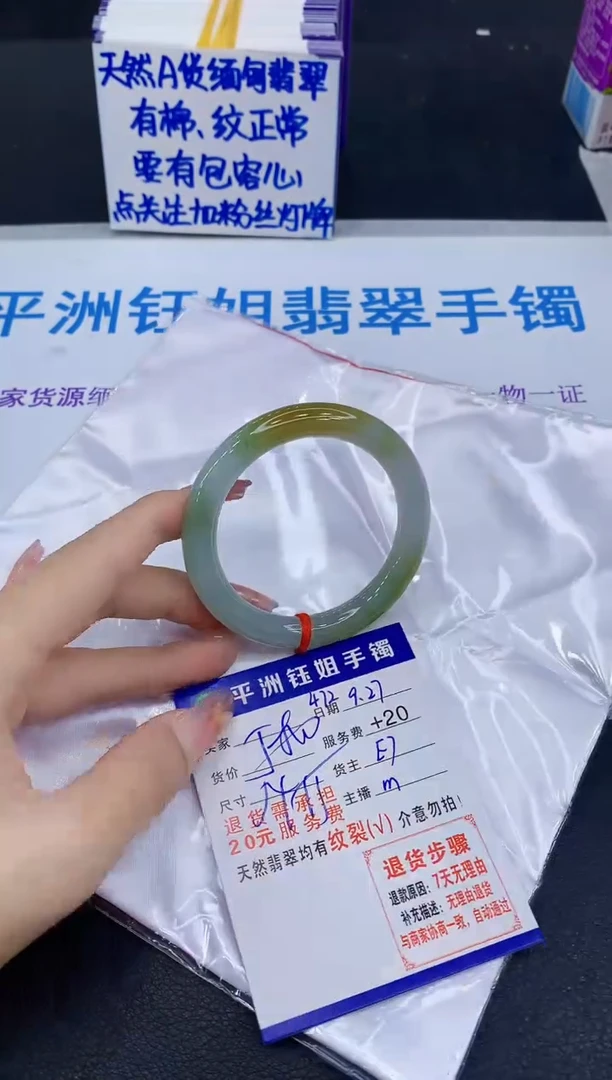 天然A货缅甸翡翠
有棉、纹正常
要有包容心
点关注加粉丝灯牌
平洲钰姐翡翠手镯
家货源缅
一物一证
平洲钰姐手镯
472 9.27
卖家 日期
货价 服务费 +20
尺寸 货主 E7
主播 m
退货需承担
20元服务费
天然翡翠均有纹裂(√) 介意勿拍!
退货步骤
退款原因: 7天无理由
补充描述: 无理由退货
与商家协商一致, 自动通过